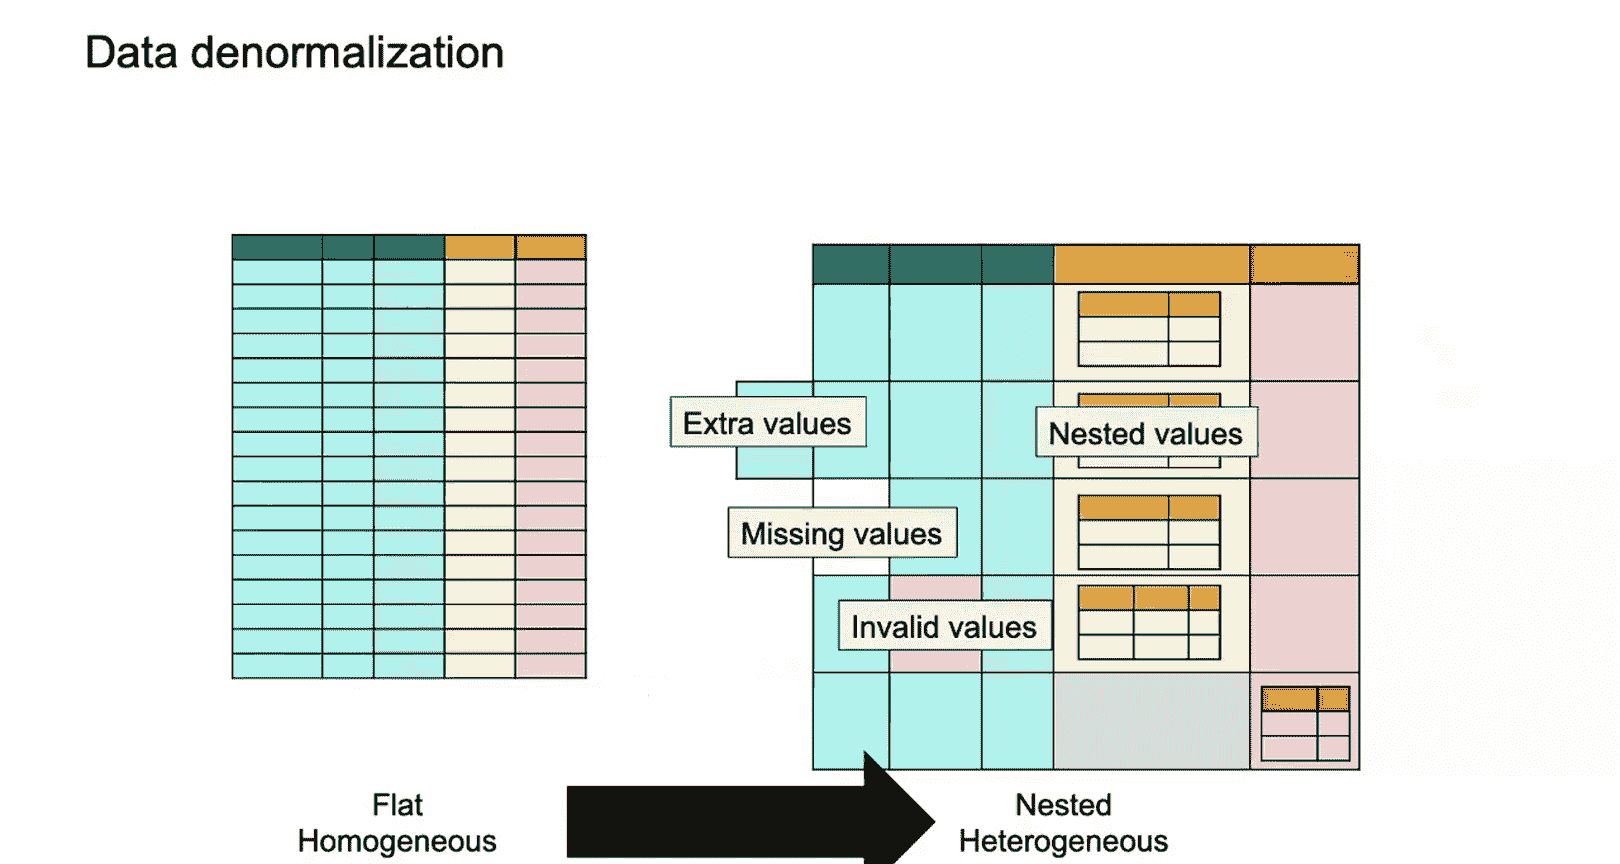 Data denormalization
Extra values
Nested values
Missing values
Invalid values
Flat
Homogeneous
Nested
Heterogeneous